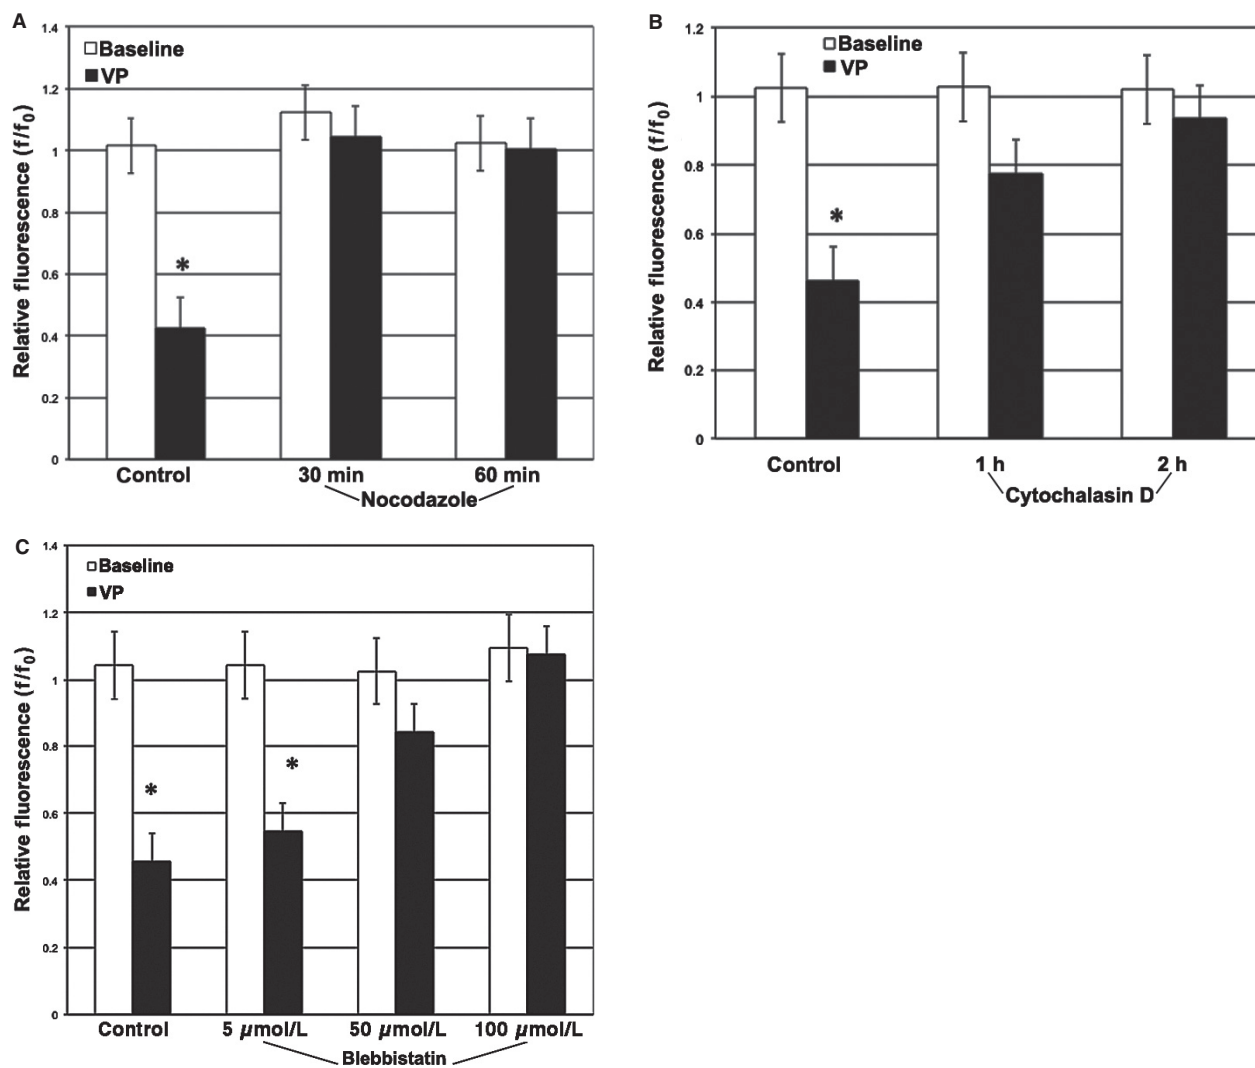 A
Relative fluorescence (f/f0)
1.4
1.2
1
0.8
0.6
0.4
0.2
0
Baseline
VP
*
Control
30 min
60 min
Nocodazole
B
Relative fluorescence (f/f0)
1.2
1
0.8
0.6
0.4
0.2
0
Baseline
VP
*
Control
1 h
2 h
Cytochalasin D
C
Relative fluorescence (f/f0)
1.4
1.2
1
0.8
0.6
0.4
0.2
0
Baseline
VP
*
*
Control
5 µmol/L
50 µmol/L
100 µmol/L
Blebbistatin